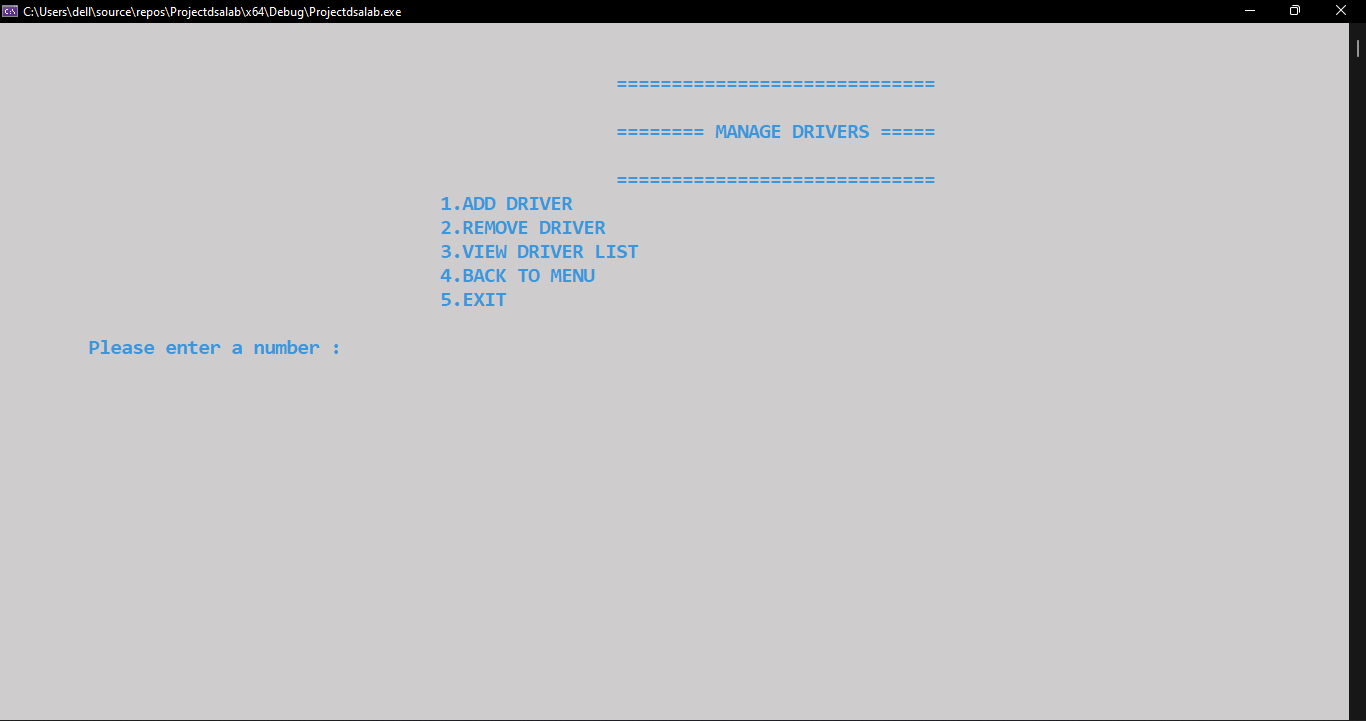 C:\Users\dell\source\repos\Projectdsalab\x64\Debug\Projectdsalab.exe
=============================
======== MANAGE DRIVERS =====
=============================
1.ADD DRIVER
2.REMOVE DRIVER
3.VIEW DRIVER LIST
4.BACK TO MENU
5.EXIT
Please enter a number :